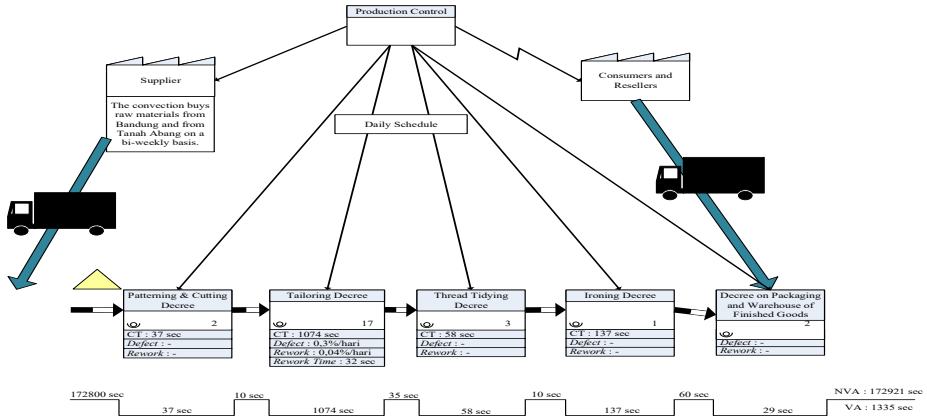 Production Control
Supplier
The convection buys
raw materials from
Bandung and from
Tanah Abang on a
bi-weekly basis.
Consumers and
Resellers
Daily Schedule
Patterning & Cutting
Decree
2
CT : 37 sec
Defect : -
Rework : -
Tailoring Decree
17
CT : 1074 sec
Defect : 0,3%/hari
Rework : 0,04%/hari
Rework Time : 32 sec
Thread Tidying
Decree
3
CT : 58 sec
Defect : -
Rework : -
Ironing Decree
1
CT : 137 sec
Defect : -
Rework : -
Decree on Packaging
and Warehouse of
Finished Goods
2
Defect : -
Rework : -
172800 sec
37 sec
10 sec
1074 sec
35 sec
58 sec
10 sec
137 sec
60 sec
29 sec
NVA : 172921 sec
VA : 1335 sec